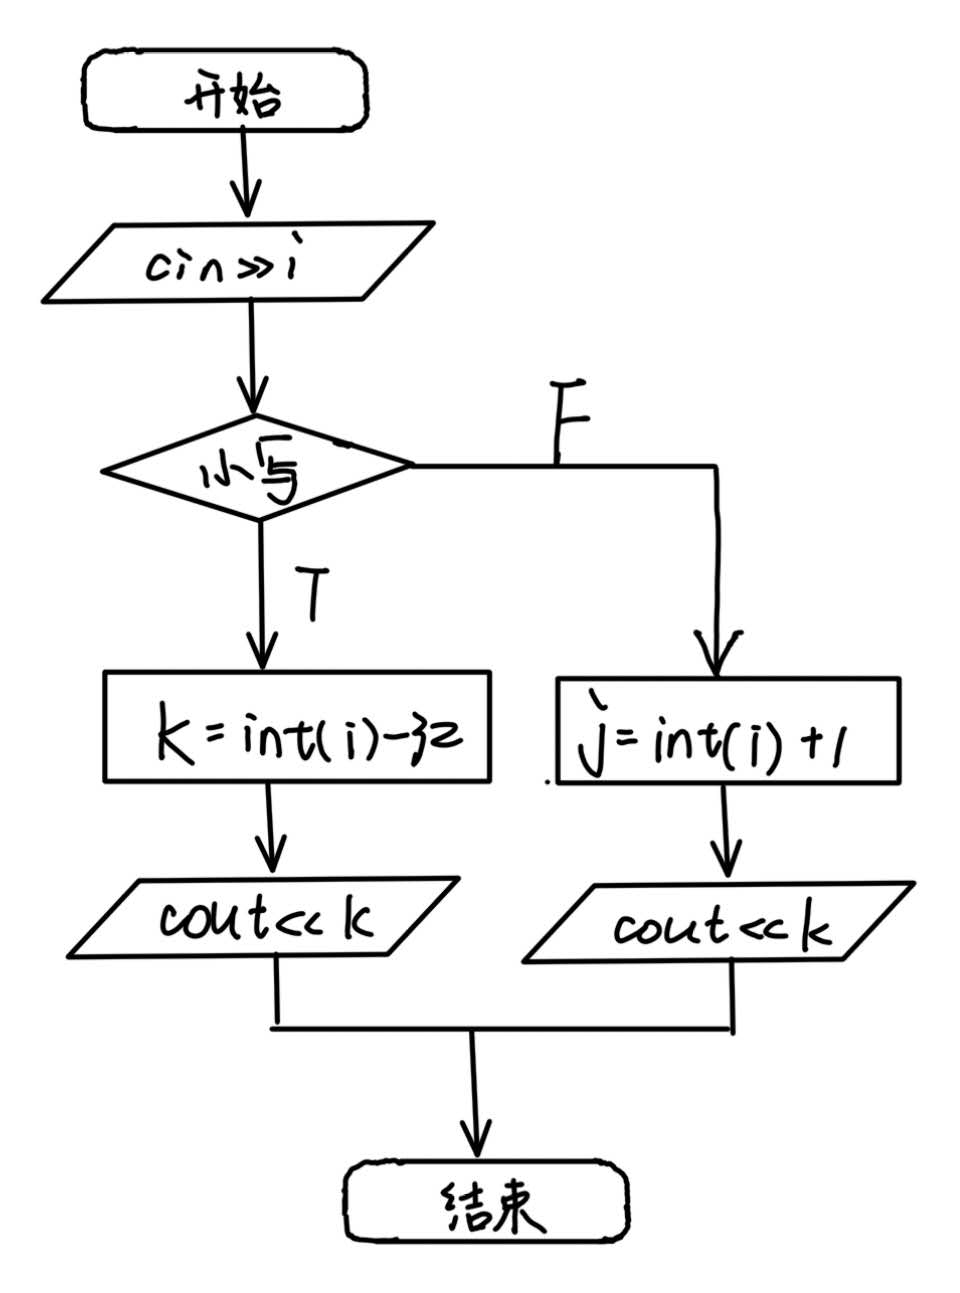 开始
cin>>i
小写
F
T
k=int(i)-32
j=int(i)+1
cout<<k
cout<<k
结束